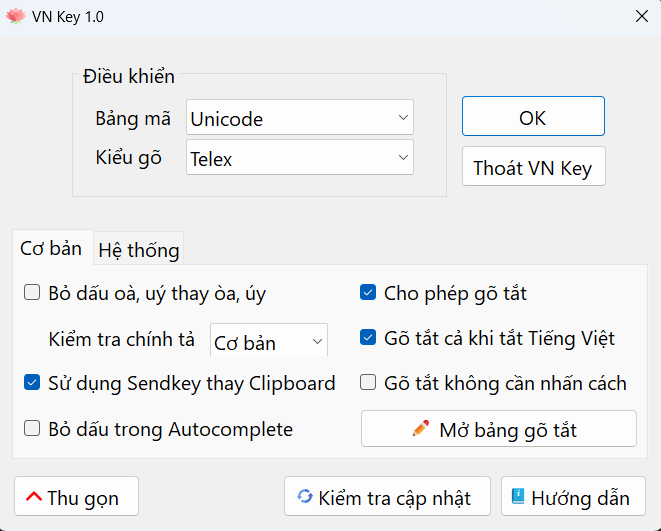 VN Key 1.0
Điều khiển
Bảng mã Unicode
OK
Kiểu gõ Telex
Thoát VN Key
Cơ bản Hệ thống
Bỏ dấu oà, uý thay òa, úy Cho phép gõ tắt
Kiểm tra chính tả Cơ bản Gõ tắt cả khi tắt Tiếng Việt
Sử dụng Sendkey thay Clipboard Gõ tắt không cần nhấn cách
Bỏ dấu trong Autocomplete Mở bảng gõ tắt
Thu gọn Kiểm tra cập nhật Hướng dẫn